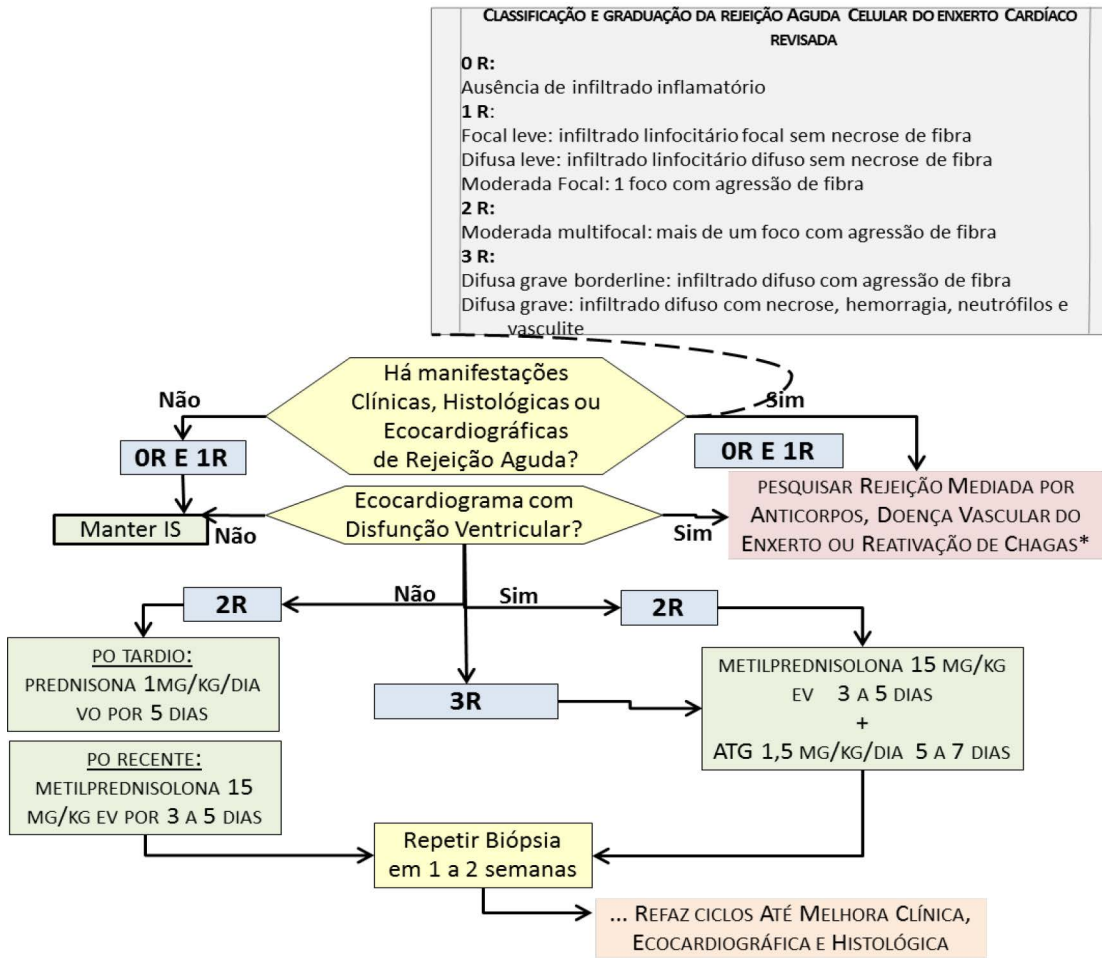 Classificação e graduação da rejeição Aguda Celular do enxerto Cardíaco
revisada
0 R:
Ausência de infiltrado inflamatório
1 R:
Focal leve: infiltrado linfocitário focal sem necrose de fibra
Difusa leve: infiltrado linfocitário difuso sem necrose de fibra
Moderada Focal: 1 foco com agressão de fibra
2 R:
Moderada multifocal: mais de um foco com agressão de fibra
3 R:
Difusa grave borderline: infiltrado difuso com agressão de fibra
Difusa grave: infiltrado difuso com necrose, hemorragia, neutrófilos e
vasculite
Há manifestações
Clínicas, Histológicas ou
Ecocardiográficas
de Rejeição Aguda?
Não
Sim
0R E 1R
0R E 1R
Pesquisar Rejeição Mediada por
Anticorpos, Doença Vascular do
Enxerto ou Reativação de Chagas*
Ecocardiograma com
Disfunção Ventricular?
Manter IS
Não
Sim
Não
Sim
2R
2R
PO TARDIO:
PREDNISONA 1MG/KG/DIA
VO POR 5 DIAS
3R
METILPREDNISOLONA 15 MG/KG
EV 3 A 5 DIAS
+
ATG 1,5 MG/KG/DIA 5 A 7 DIAS
PO RECENTE:
METILPREDNISOLONA 15
MG/KG EV POR 3 A 5 DIAS
Repetir Biópsia
em 1 a 2 semanas
... Refaz ciclos Até Melhora Clínica,
Ecocardiográfica e Histológica